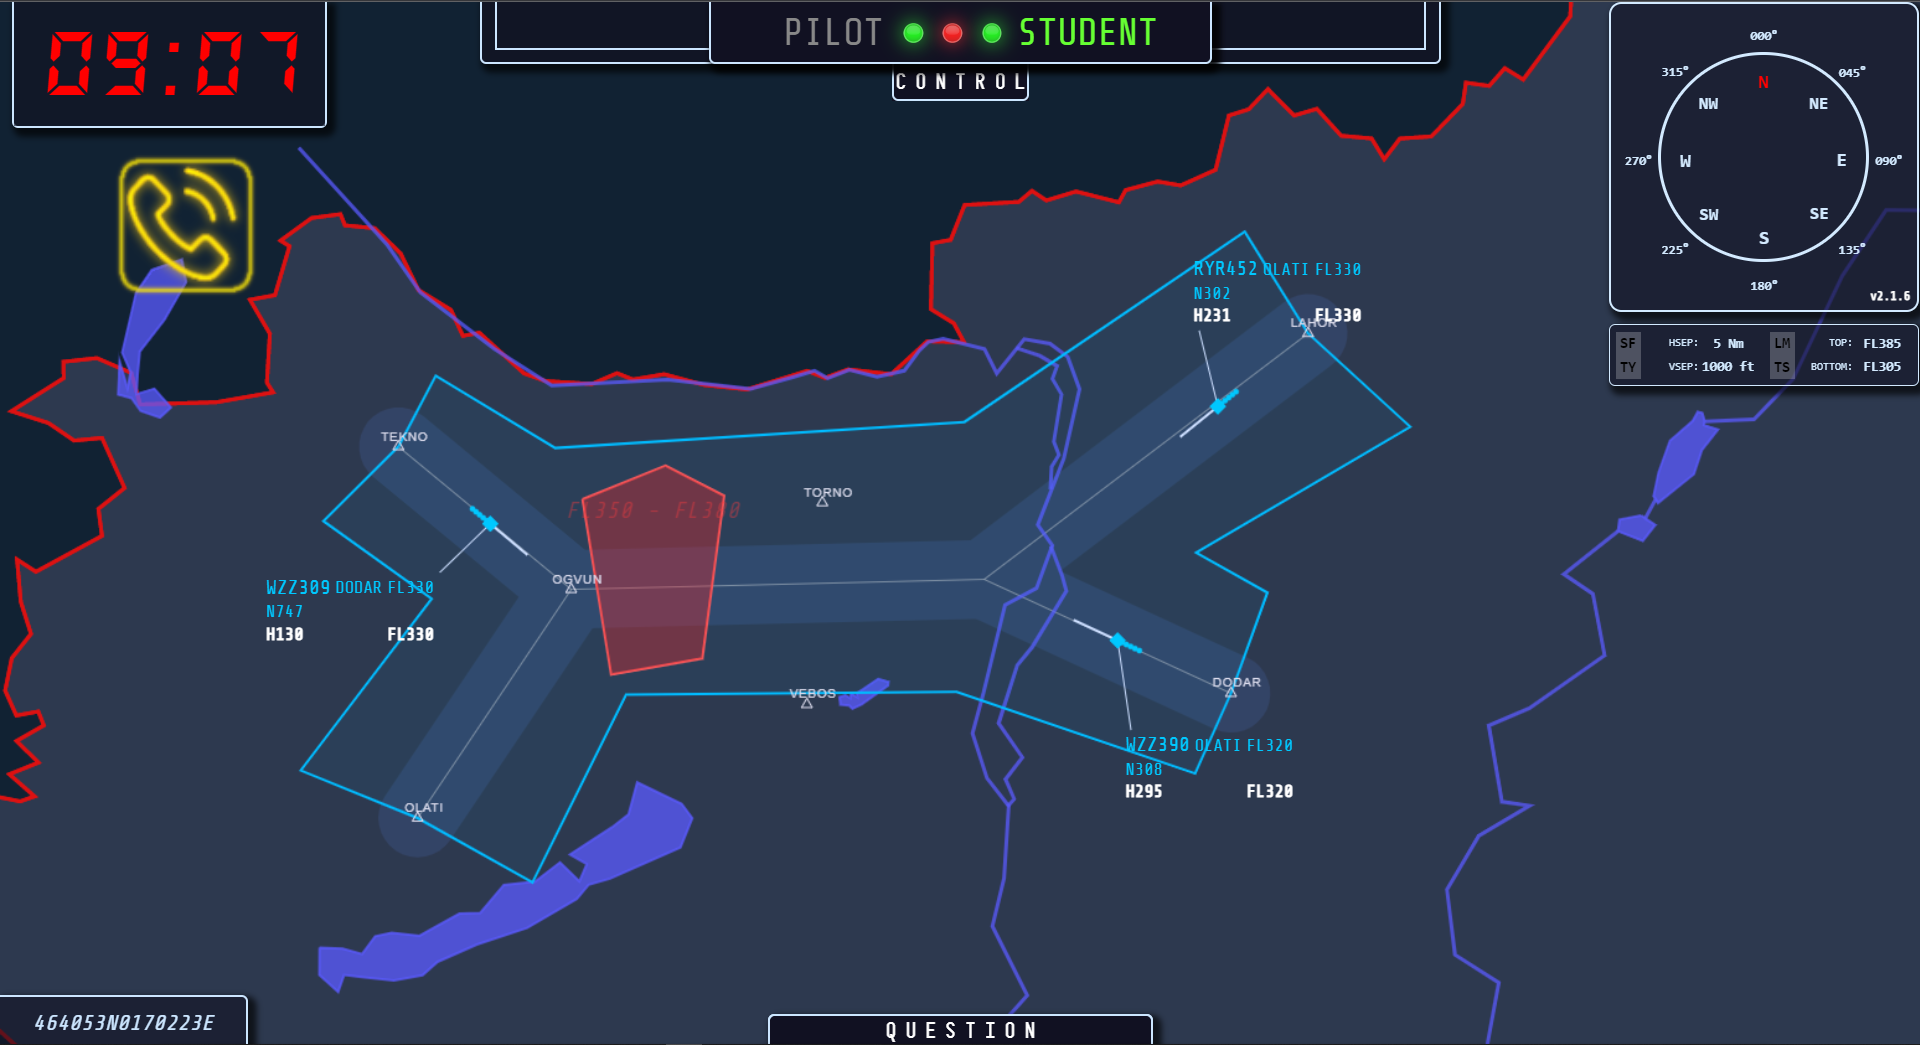 09:07
PILOT STUDENT
CONTROL
000°
315° N 045°
NW NE
270° W E 090°
SW SE
225° S 135°
180°
v2.1.6
SF HSEP: 5 Nm LM TOP: FL385
TY VSEP: 1000 ft TS BOTTOM: FL305
RYR452 OLATI FL330
N302
H231 FL330
LAHOR
TEKNO
TORNO
FL350 - FL300
OGVUN
WZZ309 DODAR FL330
N747
H130 FL330
DODAR
VEBOS
WZZ390 OLATI FL320
N308
H295 FL320
OLATI
464053N0170223E
QUESTION